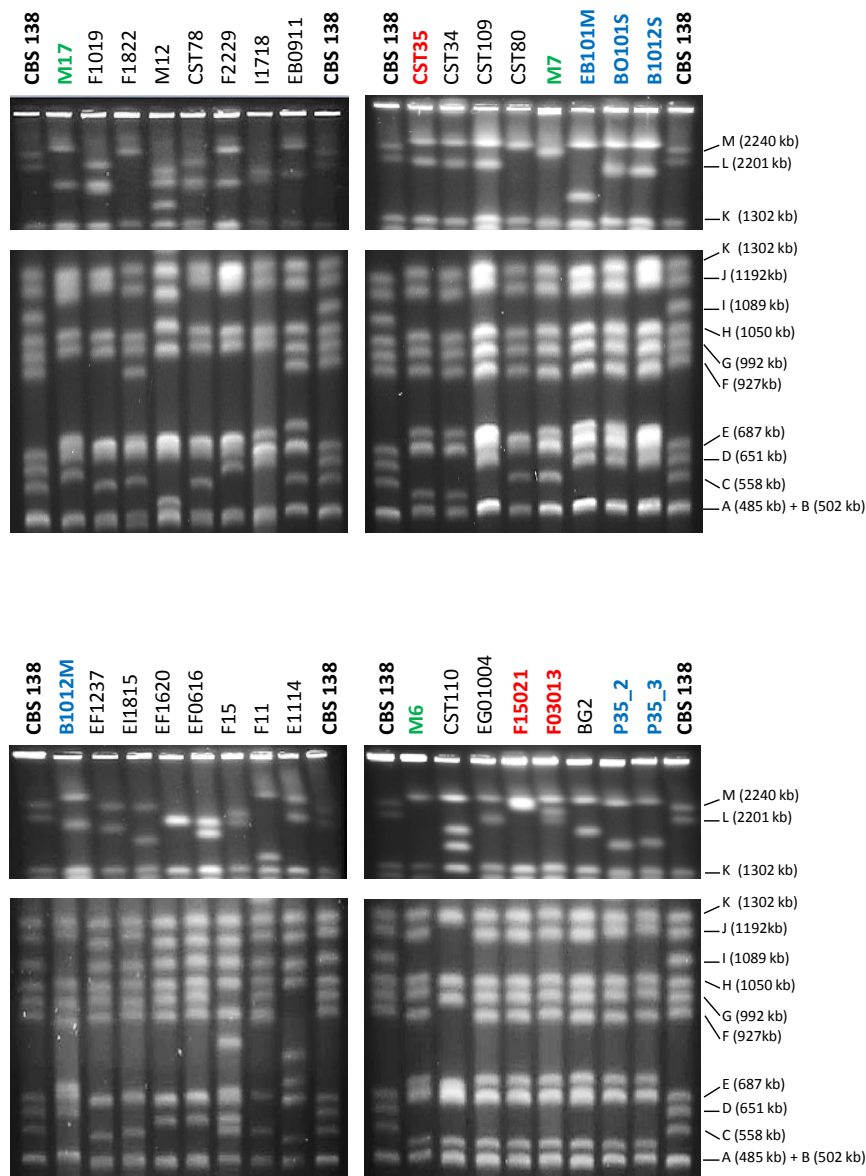 CBS 138
M17
F1019
F1822
M12
CST78
F2229
I1718
EB0911
CBS 138
CBS 138
CST35
CST34
CST109
CST80
M7
EB101M
BO101S
B1012S
CBS 138
M (2240 kb)
L (2201 kb)
K (1302 kb)
K (1302 kb)
J (1192kb)
I (1089 kb)
H (1050 kb)
G (992 kb)
F (927kb)
E (687 kb)
D (651 kb)
C (558 kb)
A (485 kb) + B (502 kb)
CBS 138
B1012M
EF1237
EI1815
EF1620
EF0616
F15
F11
E1114
CBS 138
CBS 138
M6
CST110
EG01004
F15021
F03013
BG2
P35_2
P35_3
CBS 138
M (2240 kb)
L (2201 kb)
K (1302 kb)
K (1302 kb)
J (1192kb)
I (1089 kb)
H (1050 kb)
G (992 kb)
F (927kb)
E (687 kb)
D (651 kb)
C (558 kb)
A (485 kb) + B (502 kb)